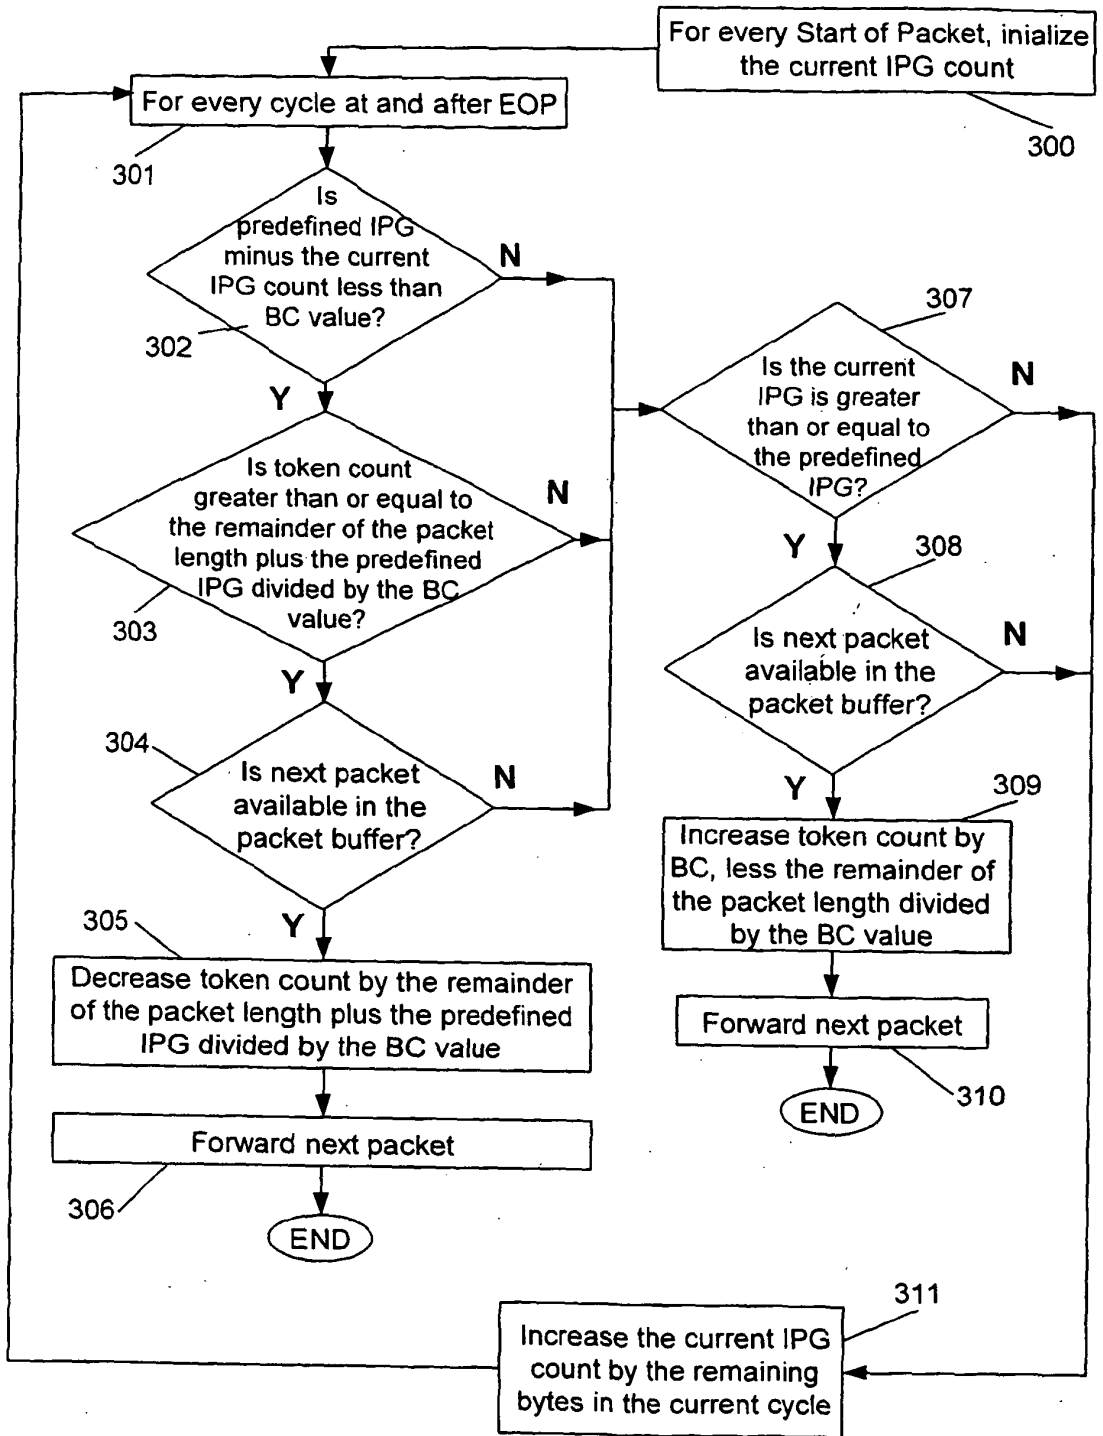 For every Start of Packet, inialize
the current IPG count
300
For every cycle at and after EOP
301
Is
predefined IPG
minus the current
IPG count less than
BC value?
302
N
Y
Is token count
greater than or equal to
the remainder of the packet
length plus the predefined
IPG divided by the BC
value?
303
N
Y
304
Is next packet
available in the
packet buffer?
N
Y
305
Decrease token count by the remainder
of the packet length plus the predefined
IPG divided by the BC value
Forward next packet
306
END
307
Is the current
IPG is greater
than or equal to
the predefined
IPG?
N
Y
308
Is next packet
available in the
packet buffer?
N
Y
309
Increase token count by
BC, less the remainder of
the packet length divided
by the BC value
Forward next packet
310
END
311
Increase the current IPG
count by the remaining
bytes in the current cycle